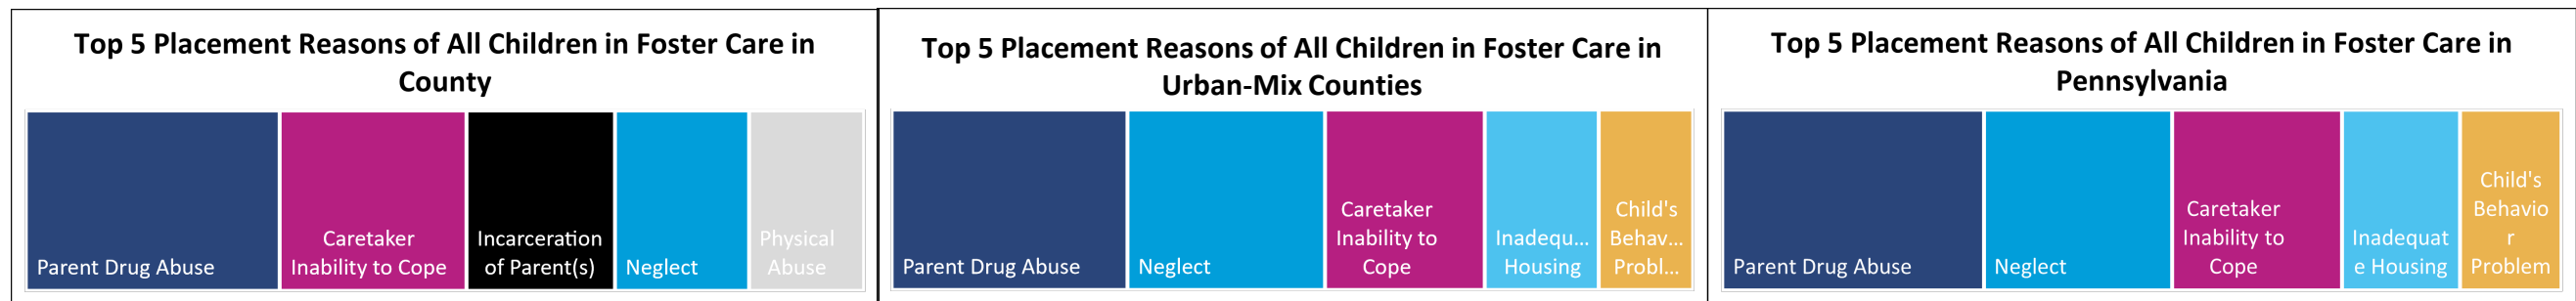 Top 5 Placement Reasons of All Children in Foster Care in
County
Parent Drug Abuse
Caretaker
Inability to Cope
Incarceration
of Parent(s)
Neglect
Physical
Abuse
Top 5 Placement Reasons of All Children in Foster Care in
Urban-Mix Counties
Parent Drug Abuse
Neglect
Caretaker
Inability to
Cope
Inadequ...
Housing
Child's
Behav...
Probl...
Top 5 Placement Reasons of All Children in Foster Care in
Pennsylvania
Parent Drug Abuse
Neglect
Caretaker
Inability to
Cope
Inadequat
e Housing
Child's
Behavio
r
Problem